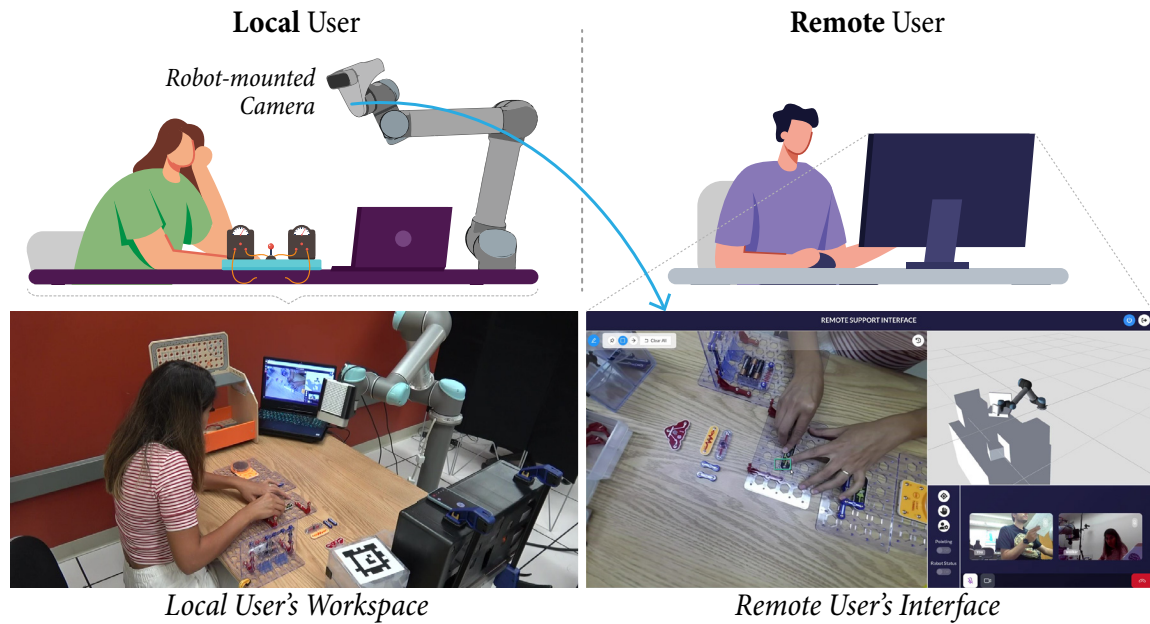 Local User
Remote User
Robot-mounted
Camera
REMOTE SUPPORT INTERFACE
Clear All
Pointing
Robot Status
Local User's Workspace
Remote User's Interface